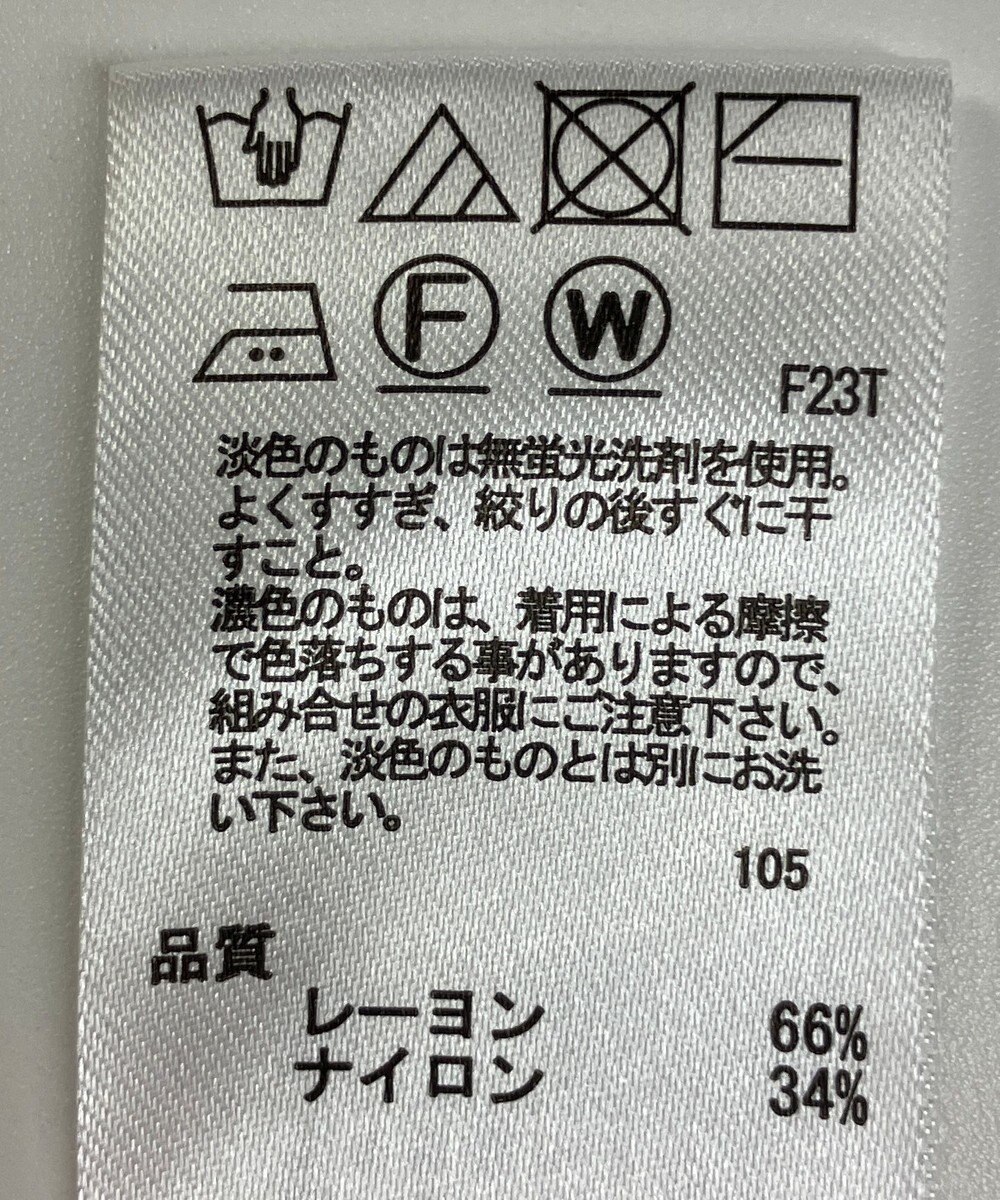 F W
F23T
淡色のものは無蛍光洗剤を使用。
よくすすぎ、絞りの後すぐに干
すこと。
濃色のものは、着用による摩擦
で色落ちする事がありますので、
組み合せの衣服にご注意下さい。
また、淡色のものとは別にお洗
い下さい。
105
品質
レーヨン 66%
ナイロン 34%